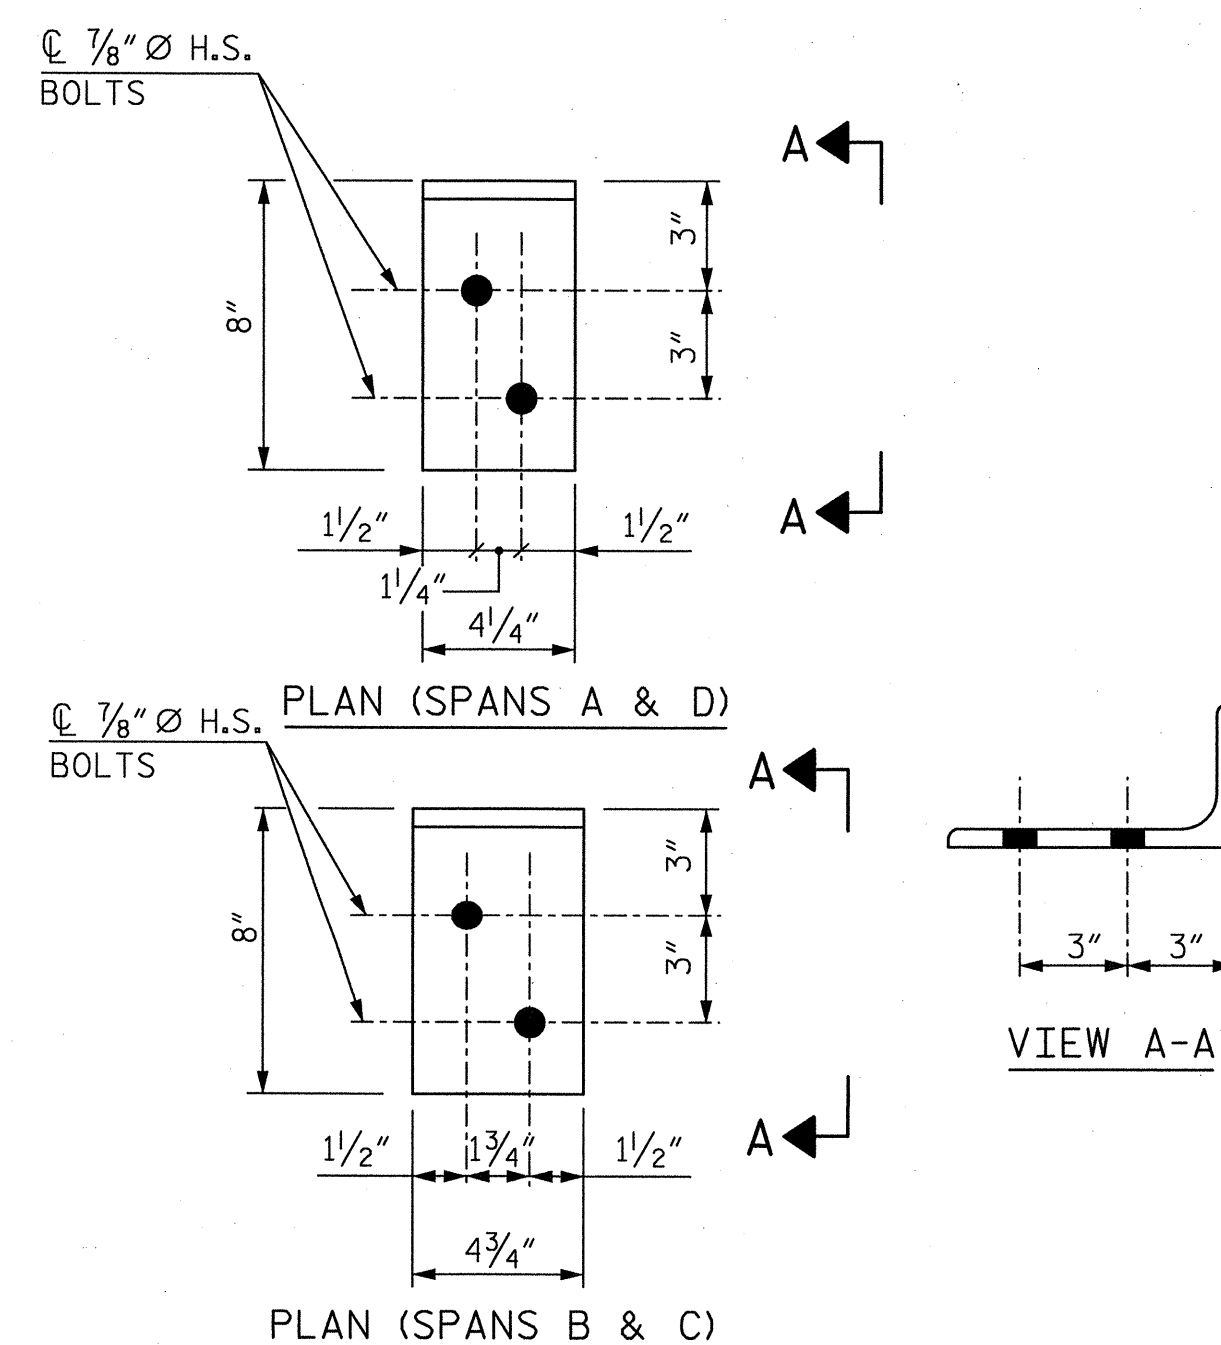 ℄ 7/8" Ø H.S.
BOLTS
A
3"
8"
3"
A
1 1/2"
1 1/2"
1 1/4"
4 1/4"
PLAN (SPANS A & D)
℄ 7/8" Ø H.S.
BOLTS
A
3"
8"
3"
3"
3"
VIEW A-A
A
1 1/2"
1 3/4"
1 1/2"
4 3/4"
PLAN (SPANS B & C)